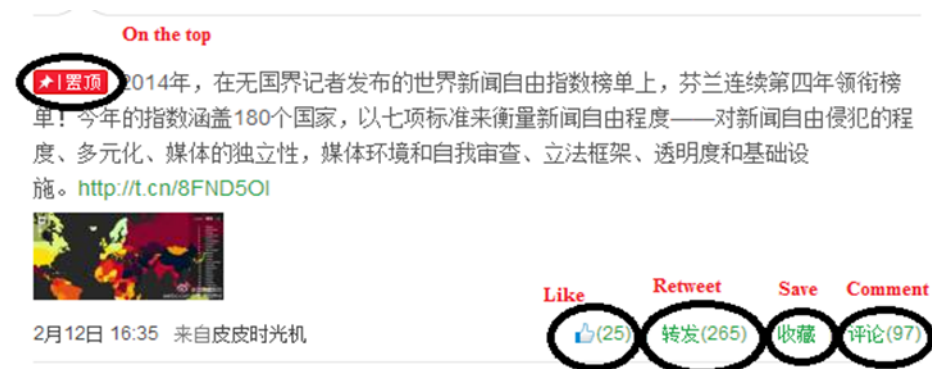 On the top
置顶 2014年，在无国界记者发布的世界新闻自由指数榜单上，芬兰连续第四年领衔榜
单！今年的指数涵盖180个国家，以七项标准来衡量新闻自由程度——对新闻自由侵犯的程
度、多元化、媒体的独立性，媒体环境和自我审查、立法框架、透明度和基础设
施。http://t.cn/8FND5OI
Like Retweet Save Comment
2月12日 16:35 来自皮皮时光机 (25) 转发(265) 收藏 评论(97)